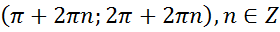 (π + 2πn; 2π + 2πn), n ∈ Z